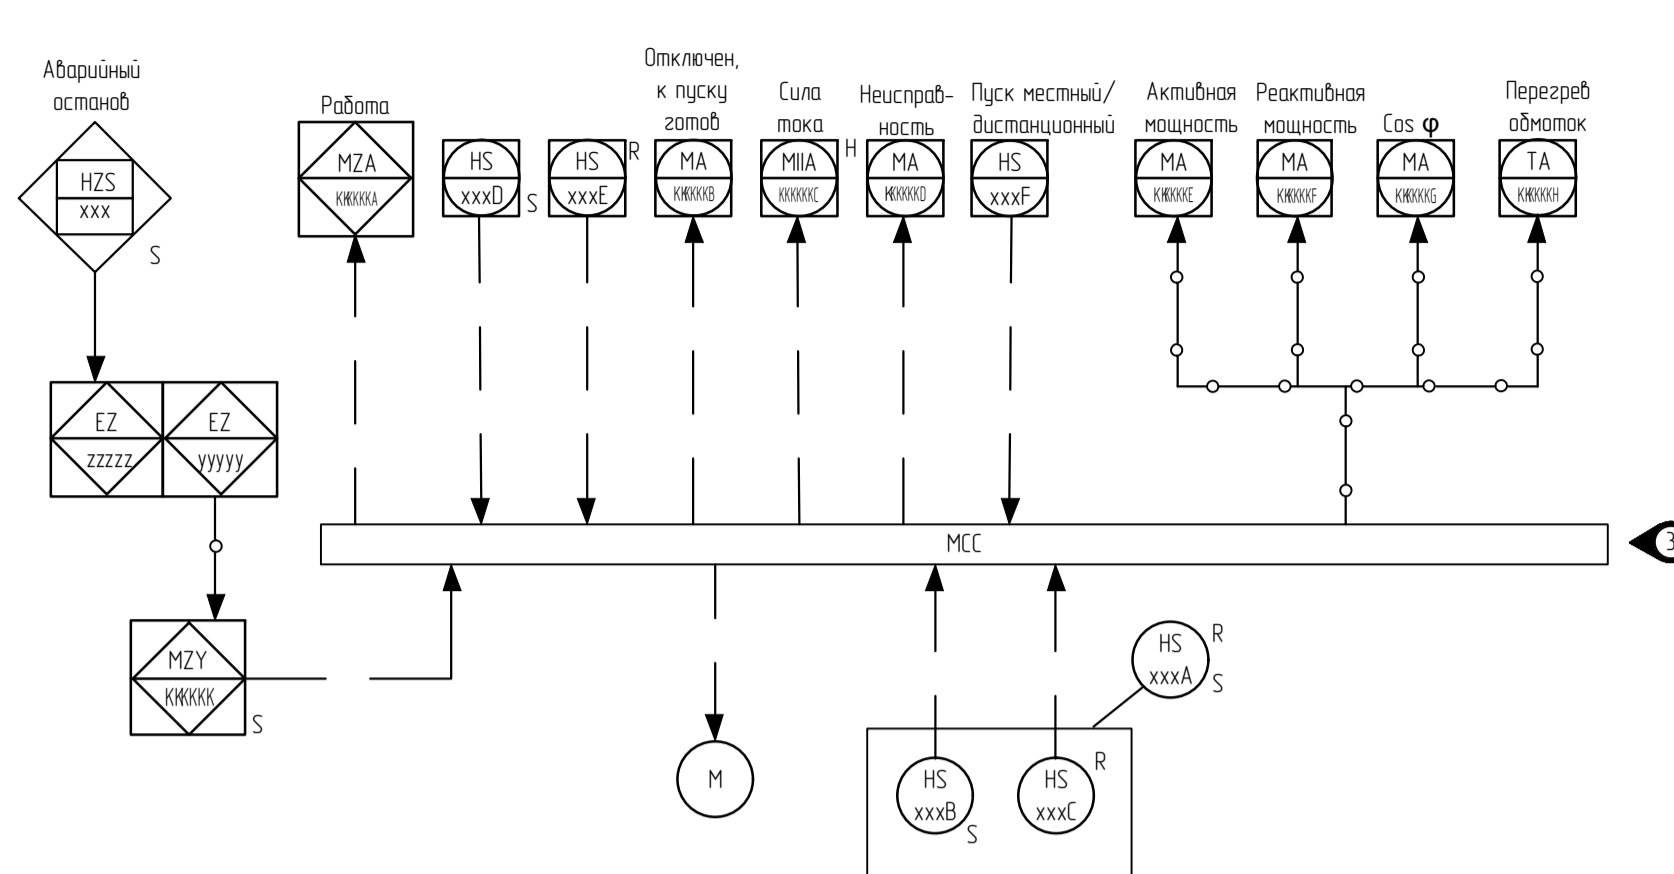 Аварийный
останов
HZS
xxx
S
Работа
MZA
KKKKKKA
HS
xxxD
S
HS
xxxE
R
Отключен,
к пуску
готов
MA
KKKKKKB
Сила
тока
MIIA
KKKKKKC
H
Неисправ-
ность
MA
KKKKKKD
Пуск местный/
дистанционный
HS
xxxF
Активная
мощность
MA
KKKKKKE
Реактивная
мощность
MA
KKKKKKF
Cos φ
MA
KKKKKKG
Перегрев
обмоток
TA
KKKKKKH
EZ
zzzzz
EZ
yyyyy
MCC
3
MZY
KKKKKK
S
M
HS
xxxA
R
S
HS
xxxB
S
HS
xxxC
R